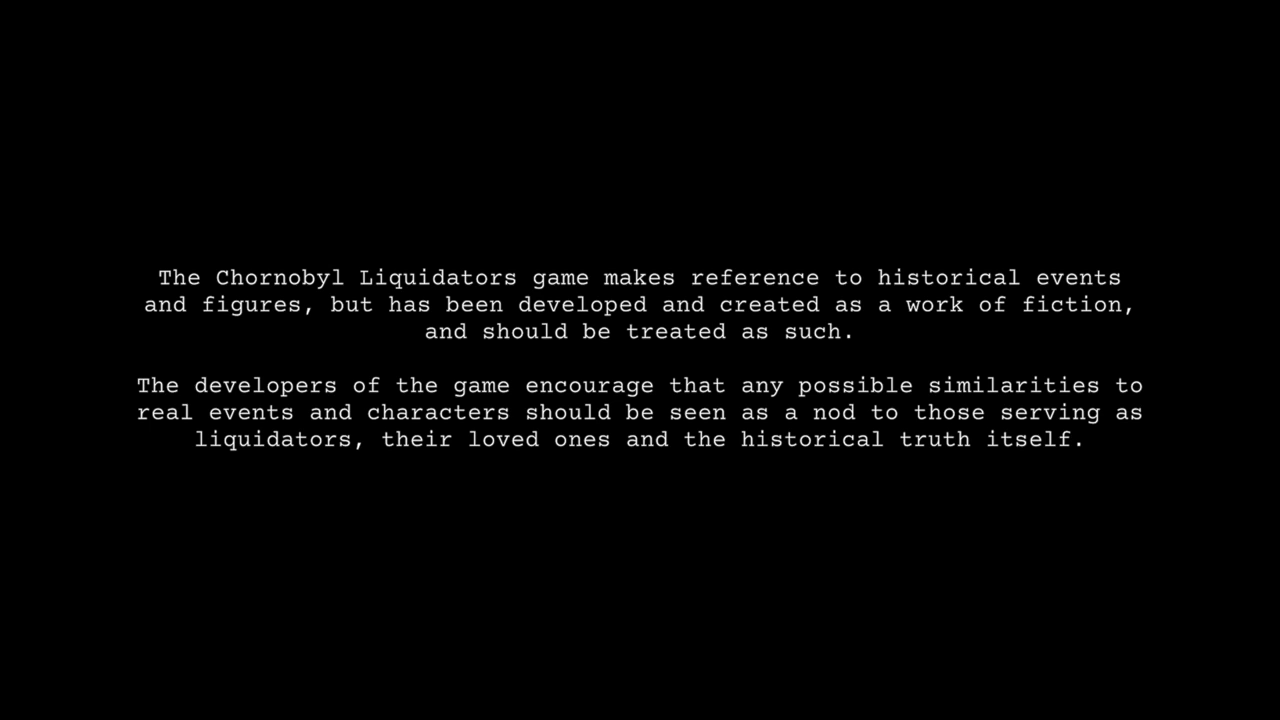 The Chornobyl Liquidators game makes reference to historical events
and figures, but has been developed and created as a work of fiction,
and should be treated as such.
The developers of the game encourage that any possible similarities to
real events and characters should be seen as a nod to those serving as
liquidators, their loved ones and the historical truth itself.